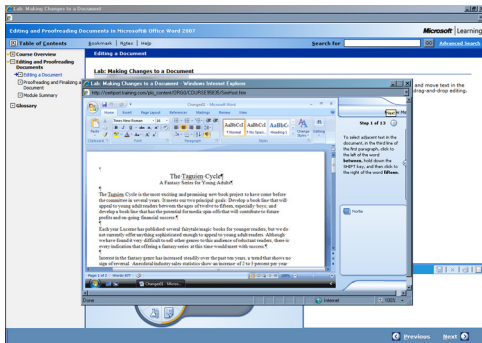 Lab: Making Changes to a Document
Editing and Proofreading Documents in Microsoft® Office Word 2007
Microsoft Learning
Table of Contents
Bookmark | Notes | Help
Search for
GO
Advanced Search
Course Overview
Editing and Proofreading
Documents
Editing a Document
Proofreading and Finalizing a
Document
Module Summary
Glossary
Editing a Document
Lab: Making Changes to a Document
and move text in the
drag-and-drop editing.
Lab: Making Changes to a Document - Windows Internet Explorer
Changed5 - Microsoft Word
Home Insert Page Layout References Mailings Review View
Times New Roman
Paste
AaBbCcI AaBbCcI AaBbC
¶ Normal ¶ No Spaci... Heading 1
Change
Styles
Editing
Clipboard Font Paragraph Styles
Step 1 of 13
To select adjacent text in the
document, in the third line of
the first paragraph, click to
the left of the word
between, hold down the
SHIFT key, and then click to
the right of the word fifteen.
Notes
The Taguien Cycle¶
A Fantasy Series for Young Adults¶
¶
The Taguien Cycle is the most exciting and promising new book project to have come before
the committee in several years. It meets our two principal goals: Develop a book line that will
appeal to young adult readers between the ages of twelve to fifteen, especially boys; and
develop a book line that has the potential for media spin-offs that will contribute to future
profits and on-going financial success.¶
¶
Each year Lucerne has published several fairytale/magic books for younger readers, but we do
not currently offer anything sophisticated enough to appeal to young adult readers. Although
we have found it very difficult to sell other genres to this audience of reluctant readers, there is
every indication that offering a fantasy series at this time would meet with success.¶
¶
Interest in the fantasy genre has increased steadily over the past ten years, a trend that shows no
sign of reversal. Anecdotal industry sales statistics show an increase of 2 to 3 percent per year
Page 1 of 2 Words: 877
Changed5 - Micros...
Done
Internet
100%
Previous Next